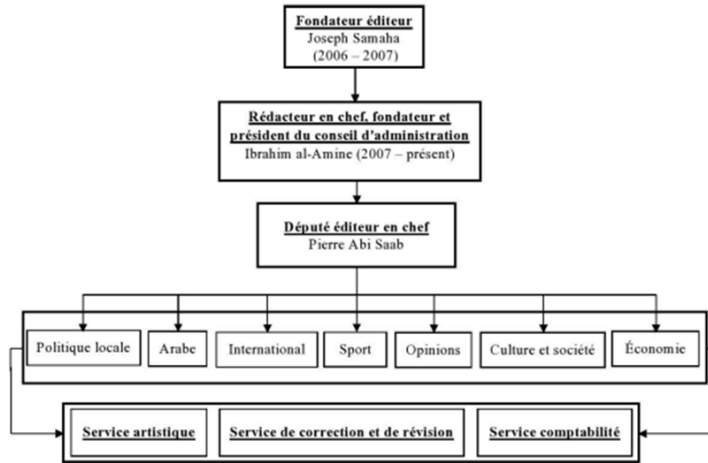 Fondateur éditeur
Joseph Samaha
(2006 – 2007)
Rédacteur en chef, fondateur et
président du conseil d'administration
Ibrahim al-Amine (2007 – présent)
Député éditeur en chef
Pierre Abi Saab
Politique locale
Arabe
International
Sport
Opinions
Culture et société
Économie
Service artistique
Service de correction et de révision
Service comptabilité